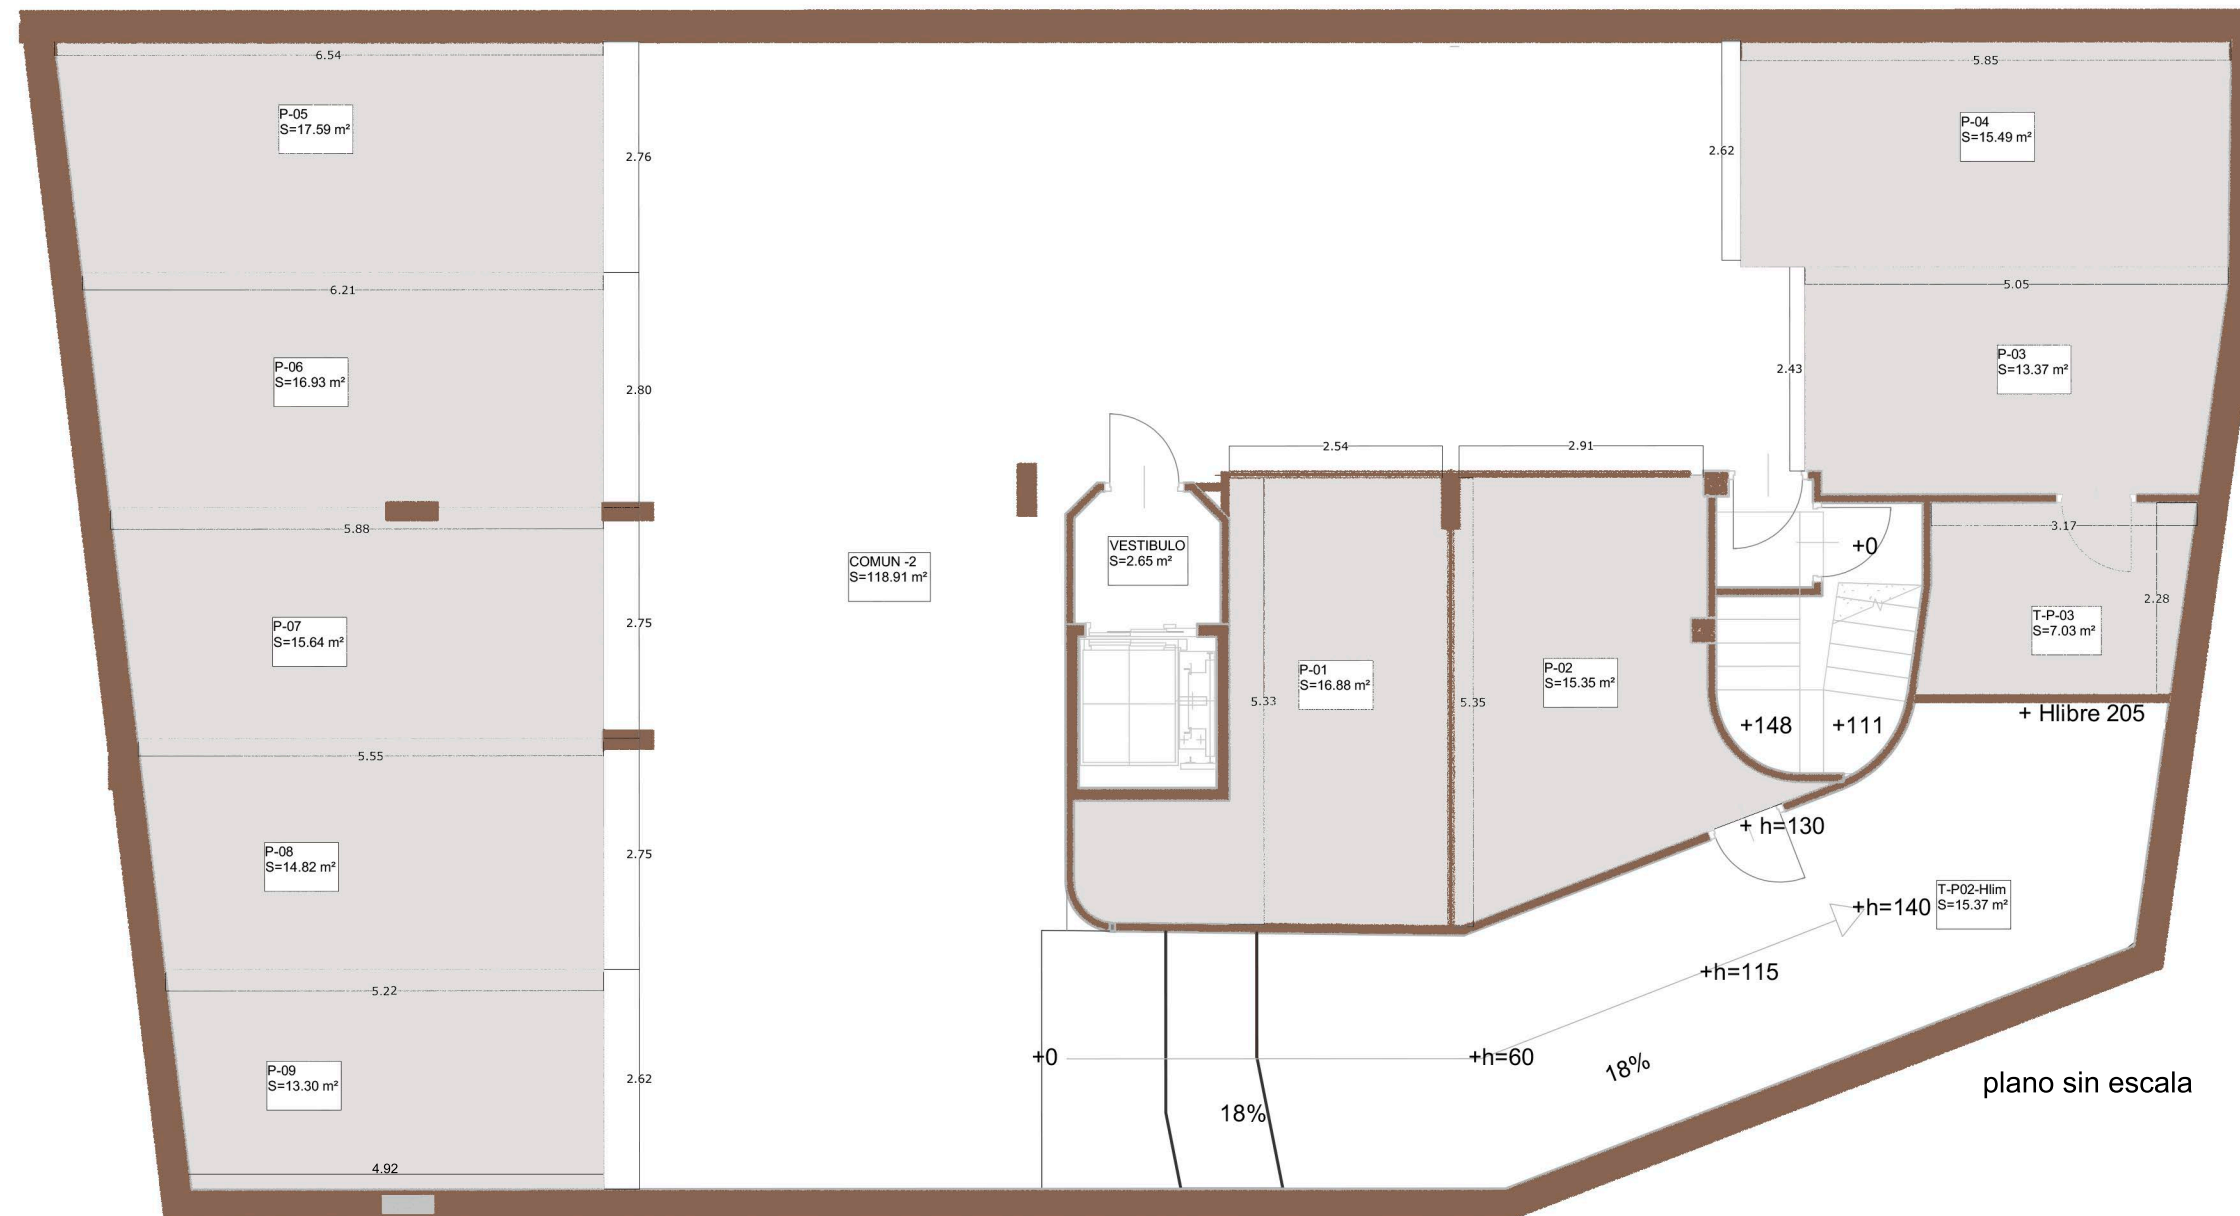 6.54
P-05
S=17.59 m²
2.76
6.21
P-06
S=16.93 m²
2.80
5.88
P-07
S=15.64 m²
2.75
5.55
P-08
S=14.82 m²
2.75
5.22
P-09
S=13.30 m²
2.62
4.92
COMUN -2
S=118.91 m²
VESTIBULO
S=2.65 m²
2.54
2.91
5.33
P-01
S=16.88 m²
5.35
P-02
S=15.35 m²
5.85
P-04
S=15.49 m²
2.62
5.05
P-03
S=13.37 m²
2.43
3.17
+0
2.28
T-P-03
S=7.03 m²
+148
+111
+ Hlibre 205
+ h=130
T-P02-Hlim
S=15.37 m²
+h=140
+h=115
+0
+h=60
18%
18%
plano sin escala